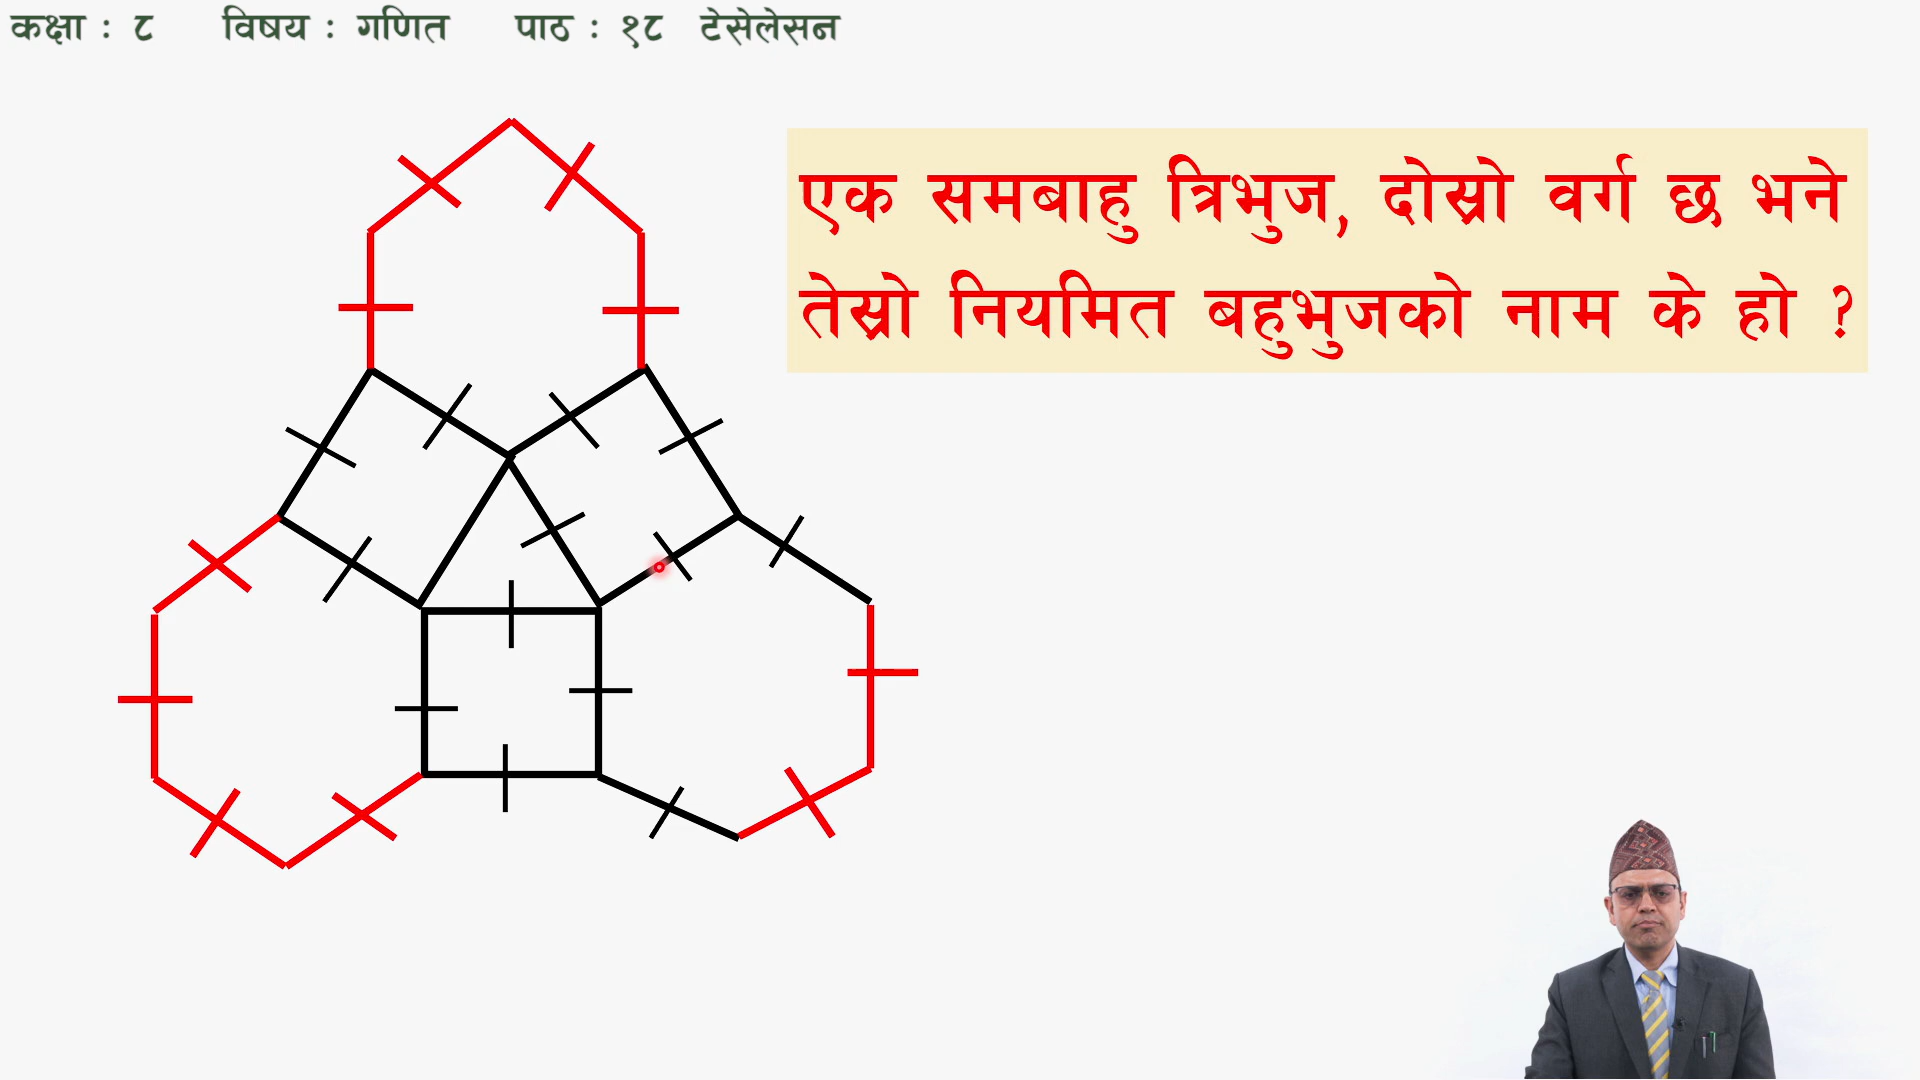 कक्षा : ८ विषय : गणित पाठ : १८ टेसेलेसन
एक समबाहु त्रिभुज, दोस्रो वर्ग छ भने
तेस्रो नियमित बहुभुजको नाम के हो ?